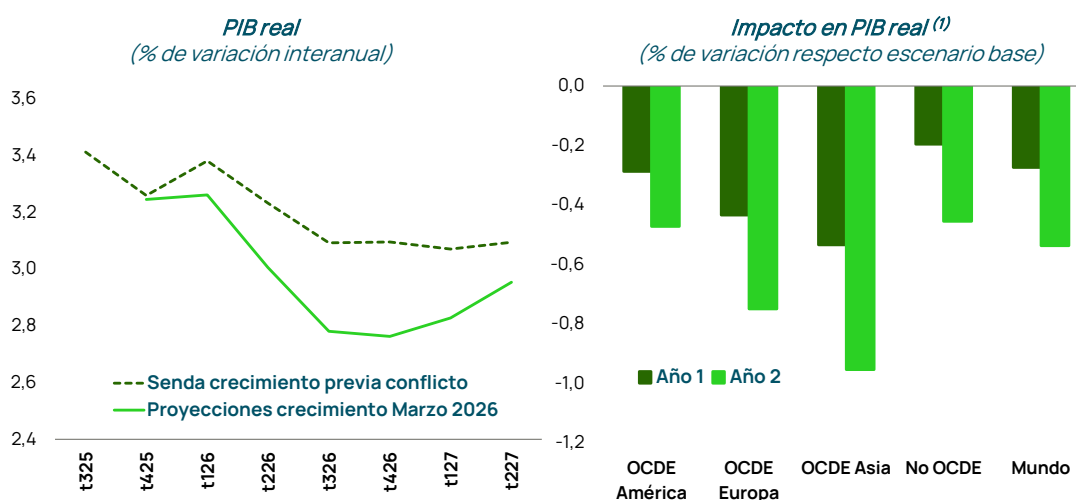 PIB real
(% de variación interanual)
3,6
3,4
3,2
3,0
2,8
2,6
2,4
Senda crecimiento previa conflicto
Proyecciones crecimiento Marzo 2026
t325
t425
t126
t226
t326
t426
t127
t227
Impacto en PIB real (1)
(% de variación respecto escenario base)
0,0
-0,2
-0,4
-0,6
-0,8
-1,0
-1,2
Año 1
Año 2
OCDE
América
OCDE
Europa
OCDE Asia
No OCDE
Mundo